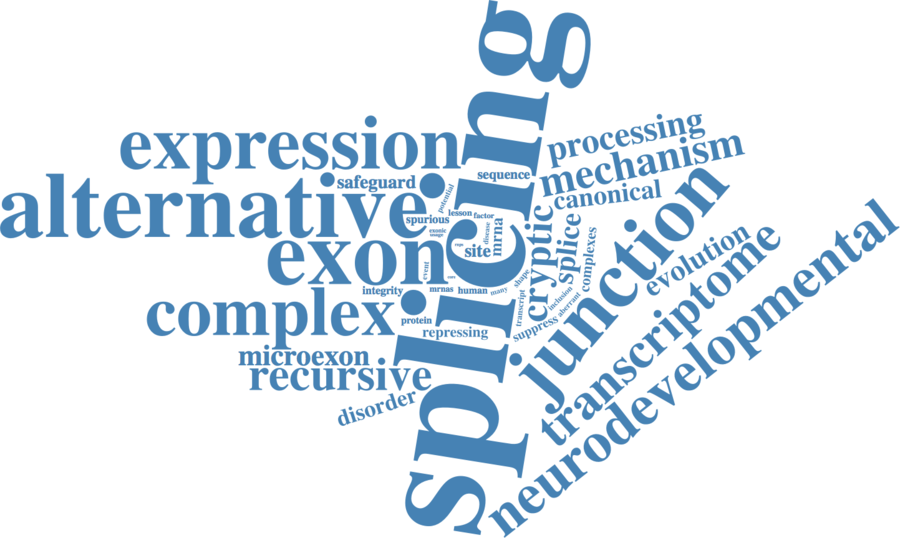 splicing
expression
processing
mechanism
sequence
safeguard
alternative
potential
canonical
spurious
lesson
factor
exonic
usage
disease
mrna
site
cryptic
splice
complexes
junction
evolution
exon
event
integrity
mrnas
human
many
shape
inclusion
aberrant
transcript
suppress
complex
protein
repressing
microexon
recursive
disorder
transcriptome
neurodevelopmental